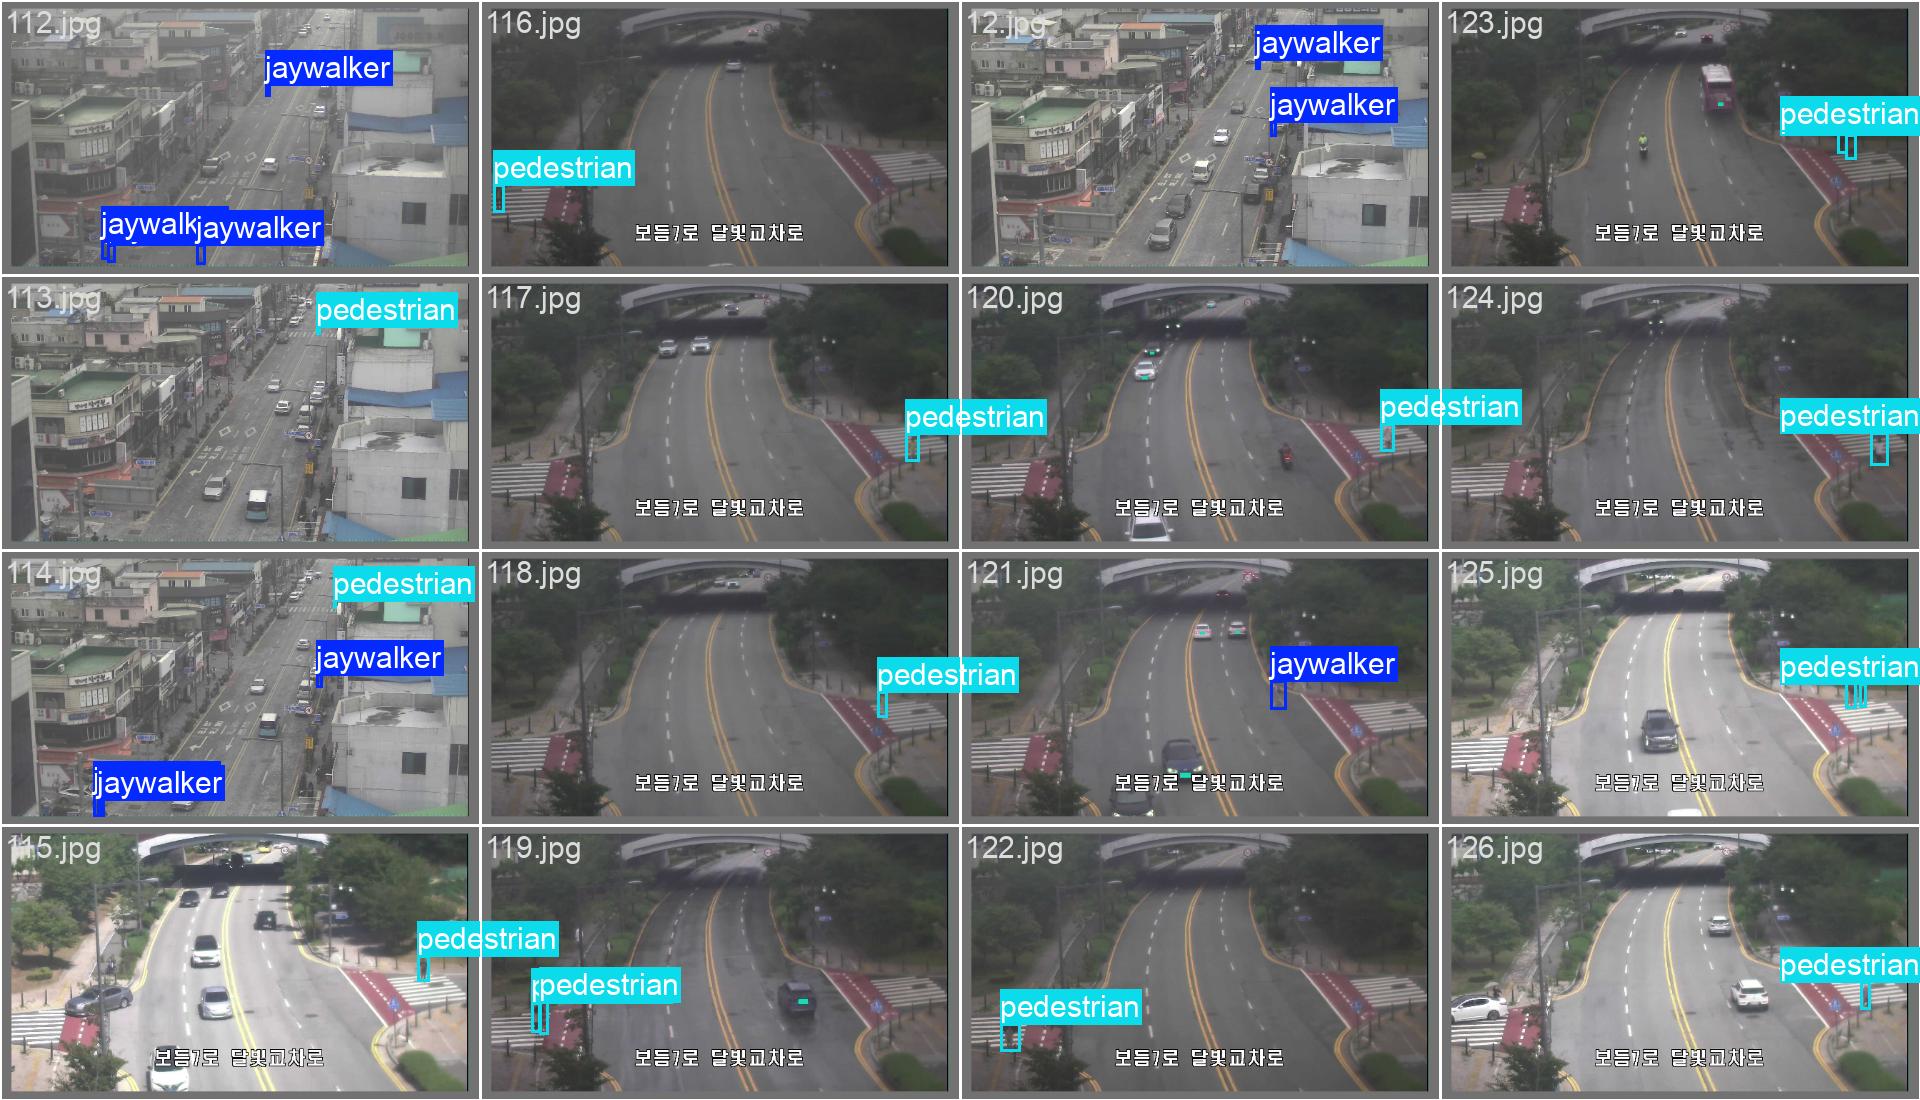 112.jpg
jaywalker
jaywalk
jaywalker
116.jpg
pedestrian
보듬7로 달빛교차로
12.jpg
jaywalker
jaywalker
123.jpg
pedestrian
보듬7로 달빛교차로
113.jpg
pedestrian
117.jpg
pedestrian
보듬7로 달빛교차로
120.jpg
pedestrian
보듬7로 달빛교차로
124.jpg
pedestrian
보듬7로 달빛교차로
114.jpg
pedestrian
jaywalker
jaywalker
118.jpg
pedestrian
보듬7로 달빛교차로
121.jpg
jaywalker
보듬7로 달빛교차로
125.jpg
pedestrian
보듬7로 달빛교차로
115.jpg
pedestrian
보듬7로 달빛교차로
119.jpg
pedestrian
보듬7로 달빛교차로
122.jpg
pedestrian
보듬7로 달빛교차로
126.jpg
pedestrian
보듬7로 달빛교차로